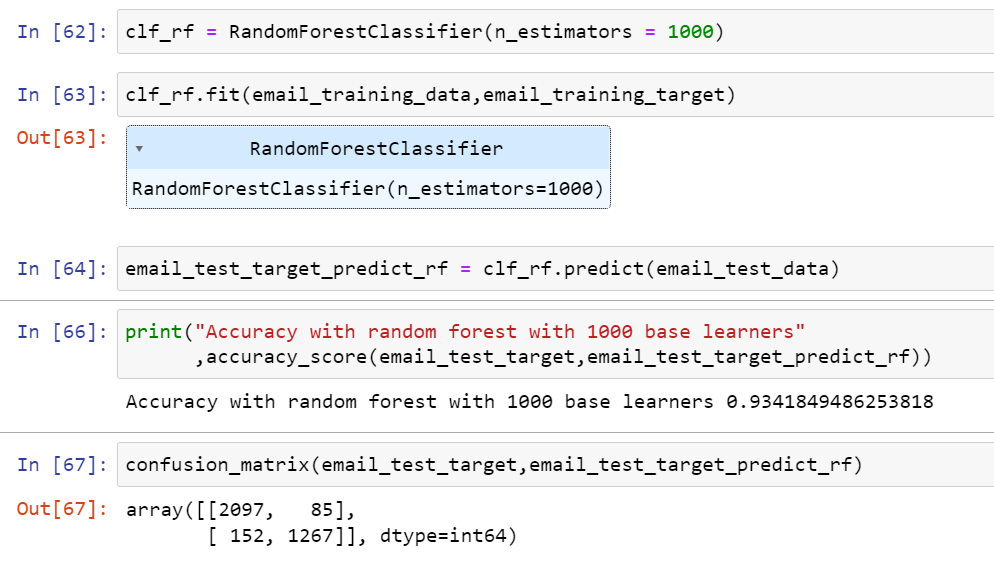 In [62]: clf_rf = RandomForestClassifier(n_estimators = 1000)
In [63]: clf_rf.fit(email_training_data,email_training_target)
Out[63]:
RandomForestClassifier
RandomForestClassifier(n_estimators=1000)
In [64]: email_test_target_predict_rf = clf_rf.predict(email_test_data)
In [66]: print("Accuracy with random forest with 1000 base learners"
,accuracy_score(email_test_target,email_test_target_predict_rf))
Accuracy with random forest with 1000 base learners 0.9341849486253818
In [67]: confusion_matrix(email_test_target,email_test_target_predict_rf)
Out[67]: array([[2097, 85],
[ 152, 1267]], dtype=int64)